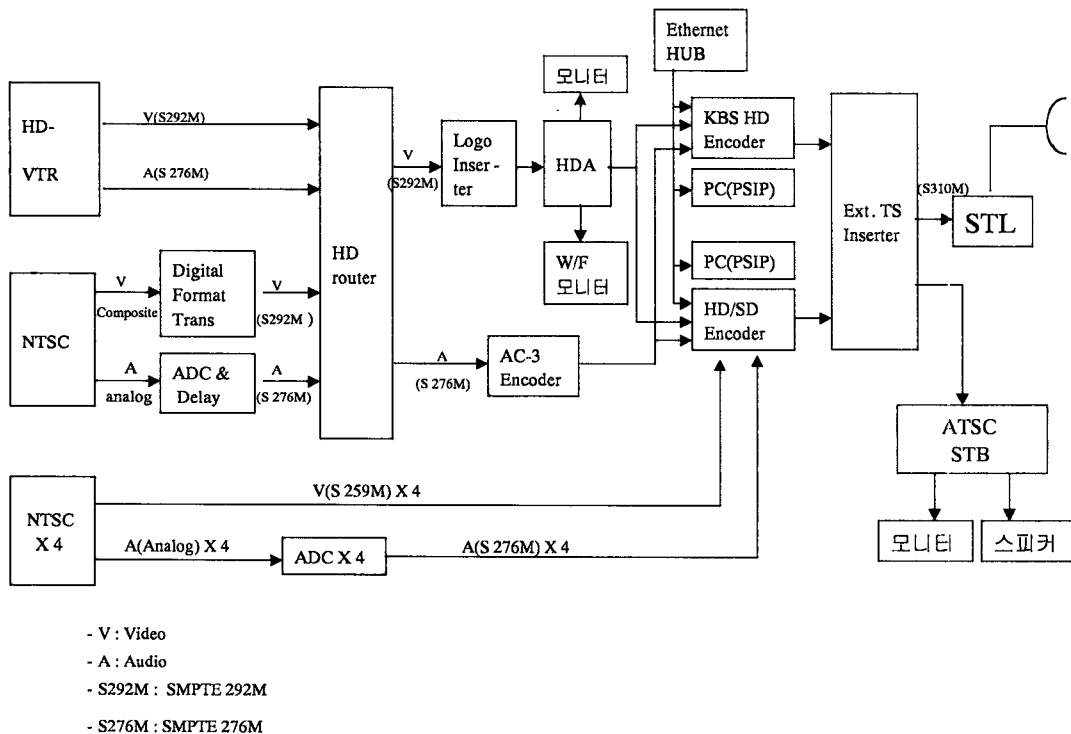 Ethernet
HUB
모니터
HD-
VTR
V(S292M)
A(S 276M)
HD
router
V
(S292M)
Logo
Inser -
ter
HDA
KBS HD
Encoder
PC(PSIP)
W/F
모니터
PC(PSIP)
HD/SD
Encoder
Ext. TS
Inserter
(S310M)
STL
NTSC
V
Composite
Digital
Format
Trans
V
(S292M )
A
analog
ADC &
Delay
A
(S 276M)
A
(S 276M)
AC-3
Encoder
ATSC
STB
모니터
스피커
NTSC
X 4
V(S 259M) X 4
A(Analog) X 4
ADC X 4
A(S 276M) X 4
- V : Video
- A : Audio
- S292M : SMPTE 292M
- S276M : SMPTE 276M